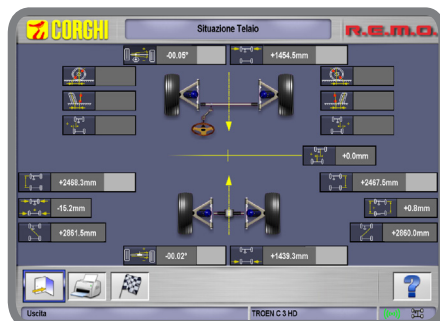 CORGHI
Situazione Telaio
R.E.M.O.
-00.05°
+1454.5mm
+0.0mm
+2468.3mm
+2467.5mm
-15.2mm
+0.8mm
+2861.5mm
+2860.0mm
-00.02°
+1439.3mm
?
Uscita
TROEN C 3 HD